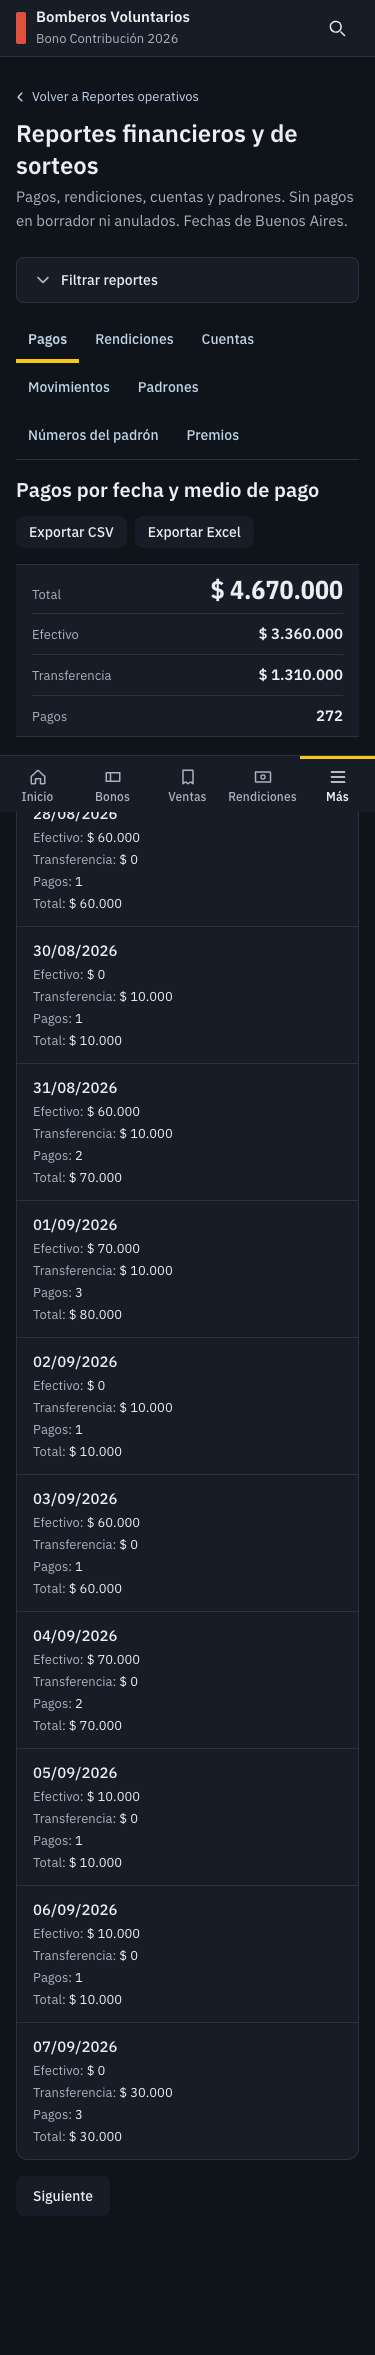 Bomberos Voluntarios
Bono Contribución 2026
Volver a Reportes operativos
Reportes financieros y de
sorteos
Pagos, rendiciones, cuentas y padrones. Sin pagos
en borrador ni anulados. Fechas de Buenos Aires.
Filtrar reportes
Pagos Rendiciones Cuentas
Movimientos Padrones
Números del padrón Premios
Pagos por fecha y medio de pago
Exportar CSV Exportar Excel
Total $ 4.670.000
Efectivo $ 3.360.000
Transferencia $ 1.310.000
Pagos 272
Inicio Bonos Ventas Rendiciones Más
28/08/2026
Efectivo: $ 60.000
Transferencia: $ 0
Pagos: 1
Total: $ 60.000
30/08/2026
Efectivo: $ 0
Transferencia: $ 10.000
Pagos: 1
Total: $ 10.000
31/08/2026
Efectivo: $ 60.000
Transferencia: $ 10.000
Pagos: 2
Total: $ 70.000
01/09/2026
Efectivo: $ 70.000
Transferencia: $ 10.000
Pagos: 3
Total: $ 80.000
02/09/2026
Efectivo: $ 0
Transferencia: $ 10.000
Pagos: 1
Total: $ 10.000
03/09/2026
Efectivo: $ 60.000
Transferencia: $ 0
Pagos: 1
Total: $ 60.000
04/09/2026
Efectivo: $ 70.000
Transferencia: $ 0
Pagos: 2
Total: $ 70.000
05/09/2026
Efectivo: $ 10.000
Transferencia: $ 0
Pagos: 1
Total: $ 10.000
06/09/2026
Efectivo: $ 10.000
Transferencia: $ 0
Pagos: 1
Total: $ 10.000
07/09/2026
Efectivo: $ 0
Transferencia: $ 30.000
Pagos: 3
Total: $ 30.000
Siguiente